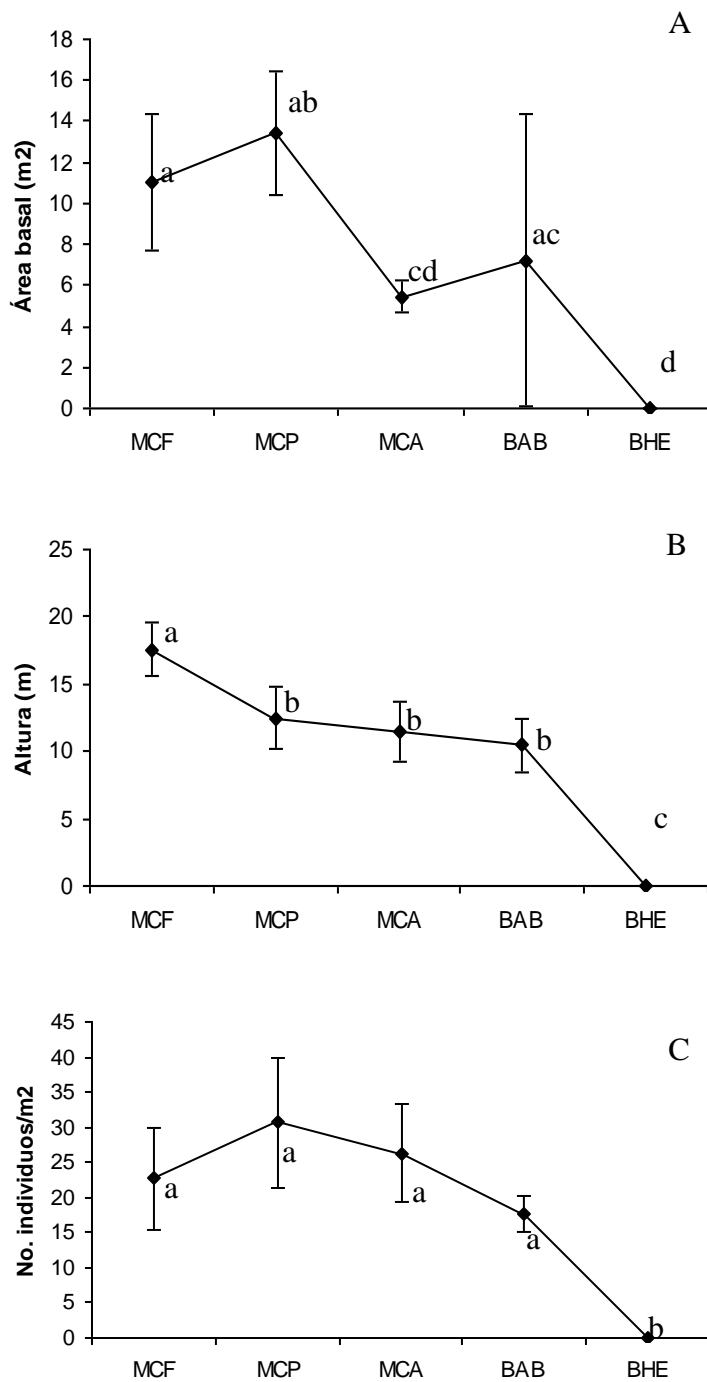 A
Área basal (m2)
18
16
14
12
10
8
6
4
2
0
a
ab
cd
ac
d
MCF MCP MCA BAB BHE
B
Altura (m)
25
20
15
10
5
0
a
b
b
b
c
MCF MCP MCA BAB BHE
C
No. individuos/m2
45
40
35
30
25
20
15
10
5
0
a
a
a
a
b
MCF MCP MCA BAB BHE